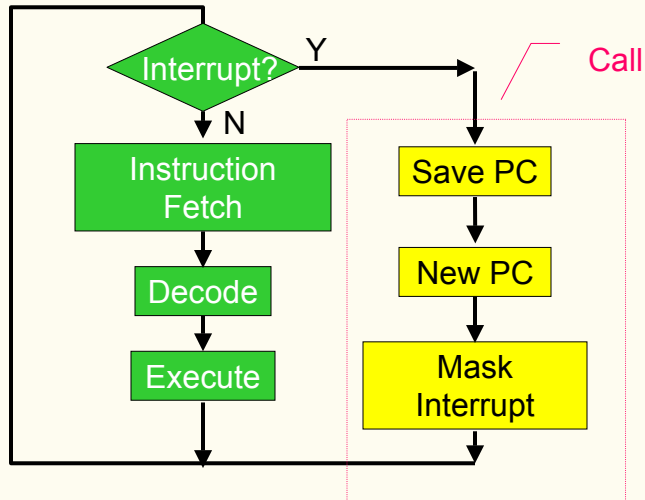 Interrupt?
Y
Call
N
Instruction
Fetch
Save PC
Decode
New PC
Execute
Mask
Interrupt